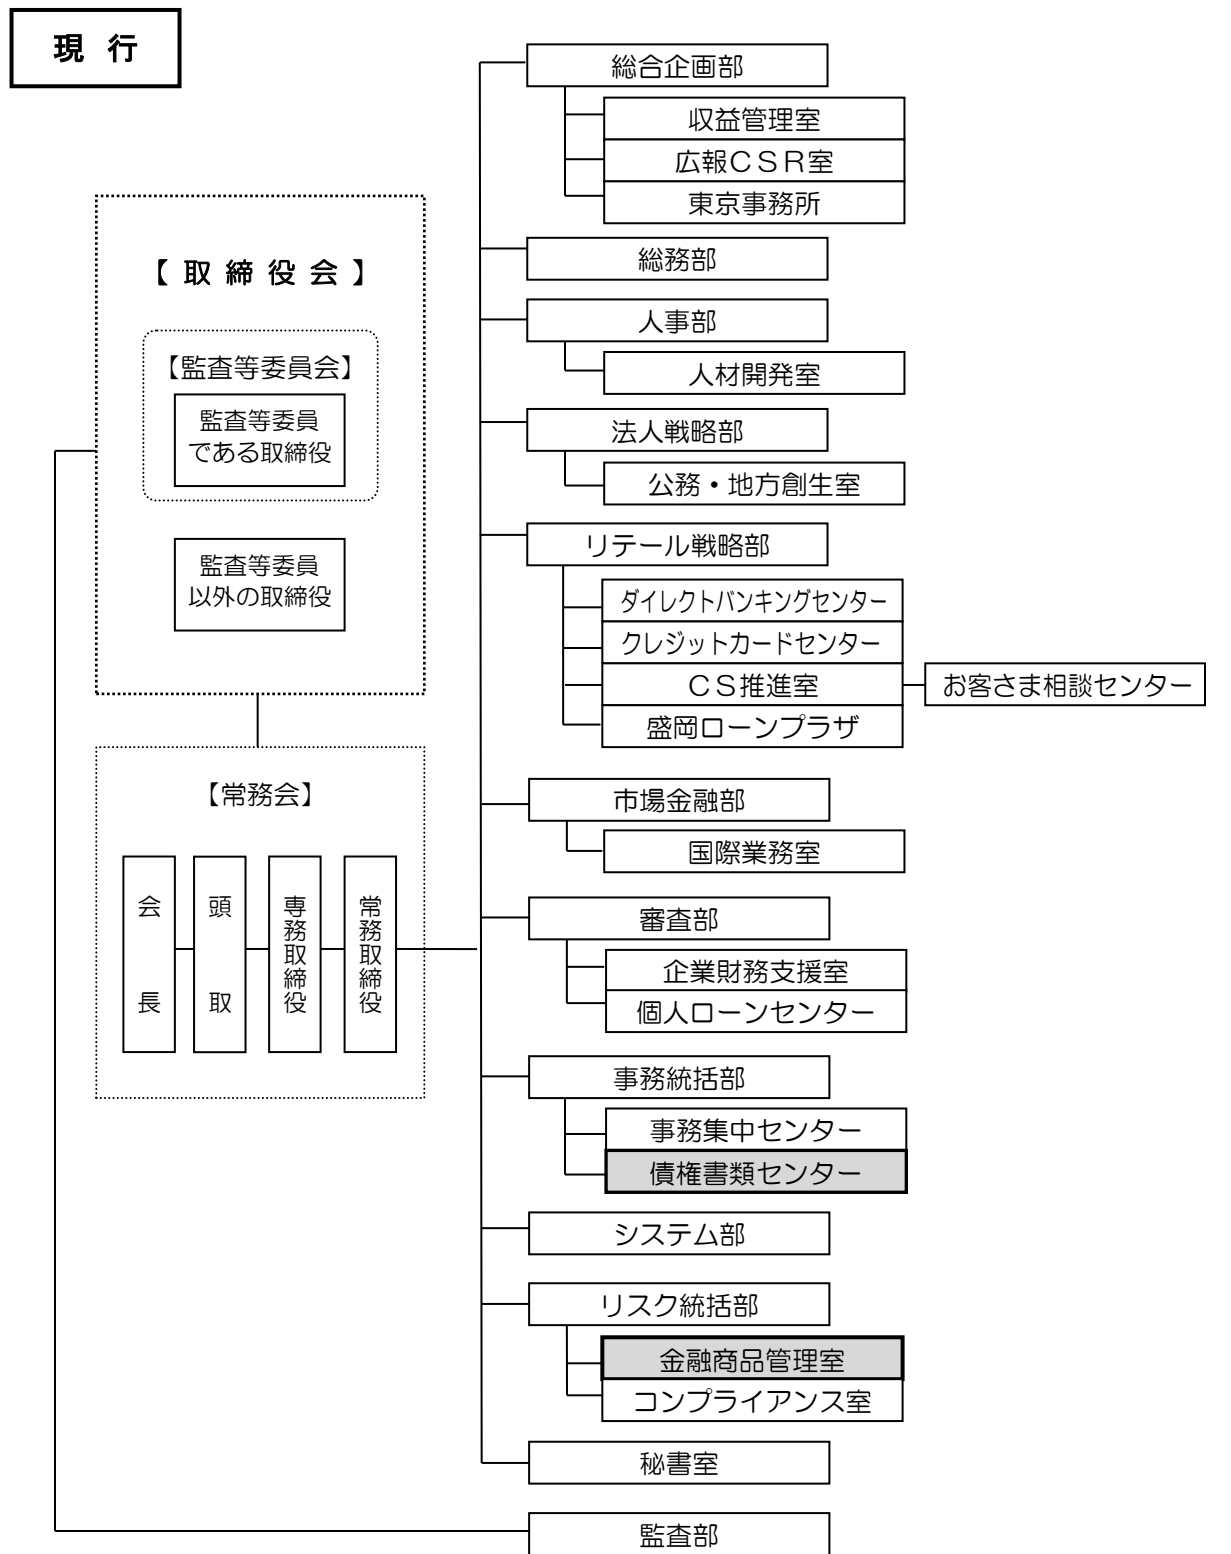 現 行
【 取 締 役 会 】
【監査等委員会】
監査等委員
である取締役
監査等委員
以外の取締役
【常務会】
会長
頭取
専務取締役
常務取締役
総合企画部
収益管理室
広報ＣＳＲ室
東京事務所
総務部
人事部
人材開発室
法人戦略部
公務・地方創生室
リテール戦略部
ダイレクトバンキングセンター
クレジットカードセンター
ＣＳ推進室
お客さま相談センター
盛岡ローンプラザ
市場金融部
国際業務室
審査部
企業財務支援室
個人ローンセンター
事務統括部
事務集中センター
債権書類センター
システム部
リスク統括部
金融商品管理室
コンプライアンス室
秘書室
監査部